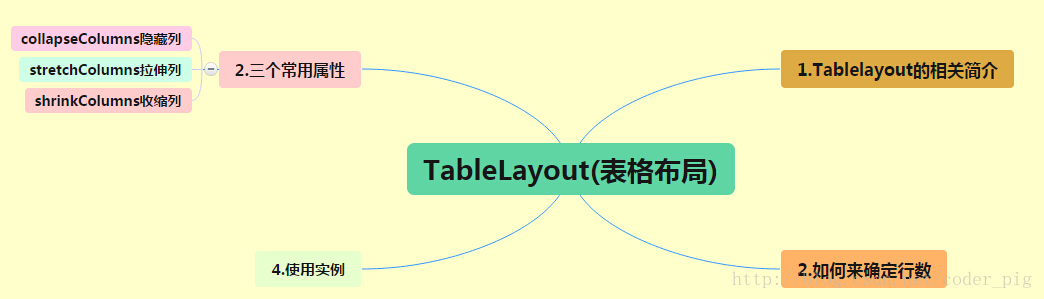 TableLayout(表格布局)
1.Tablelayout的相关简介
2.如何来确定行数
2.三个常用属性
collapseColumns隐藏列
stretchColumns拉伸列
shrinkColumns收缩列
4.使用实例
http:
coder_pig